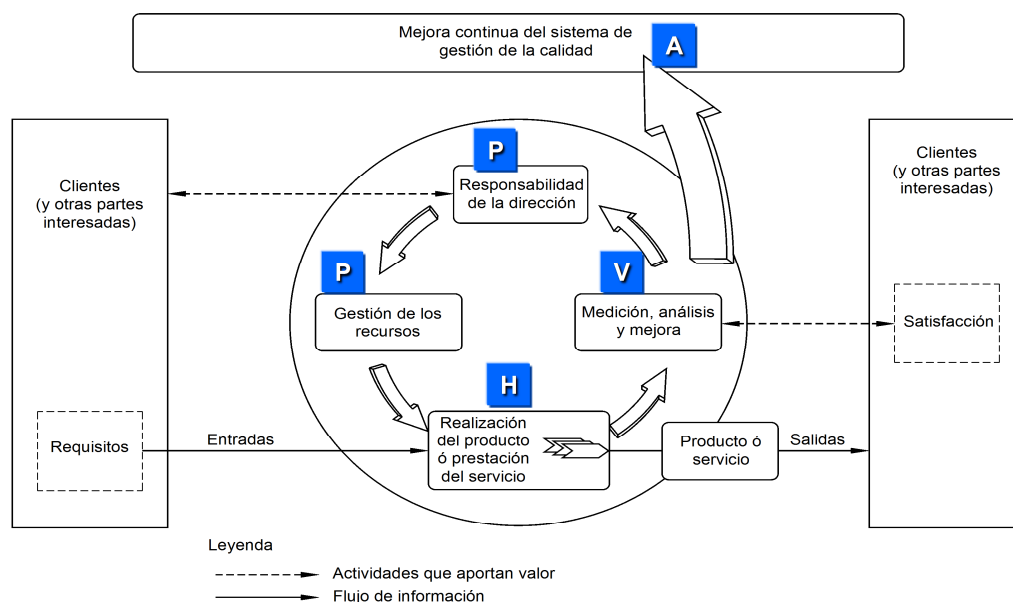 Mejora continua del sistema de
gestión de la calidad
A
P
Responsabilidad
de la dirección
Clientes
(y otras partes
interesadas)
Clientes
(y otras partes
interesadas)
P
Gestión de los
recursos
V
Medición, análisis
y mejora
Satisfacción
H
Realización
del producto
ó prestación
del servicio
Requisitos
Entradas
Producto ó
servicio
Salidas
Leyenda
Actividades que aportan valor
Flujo de información